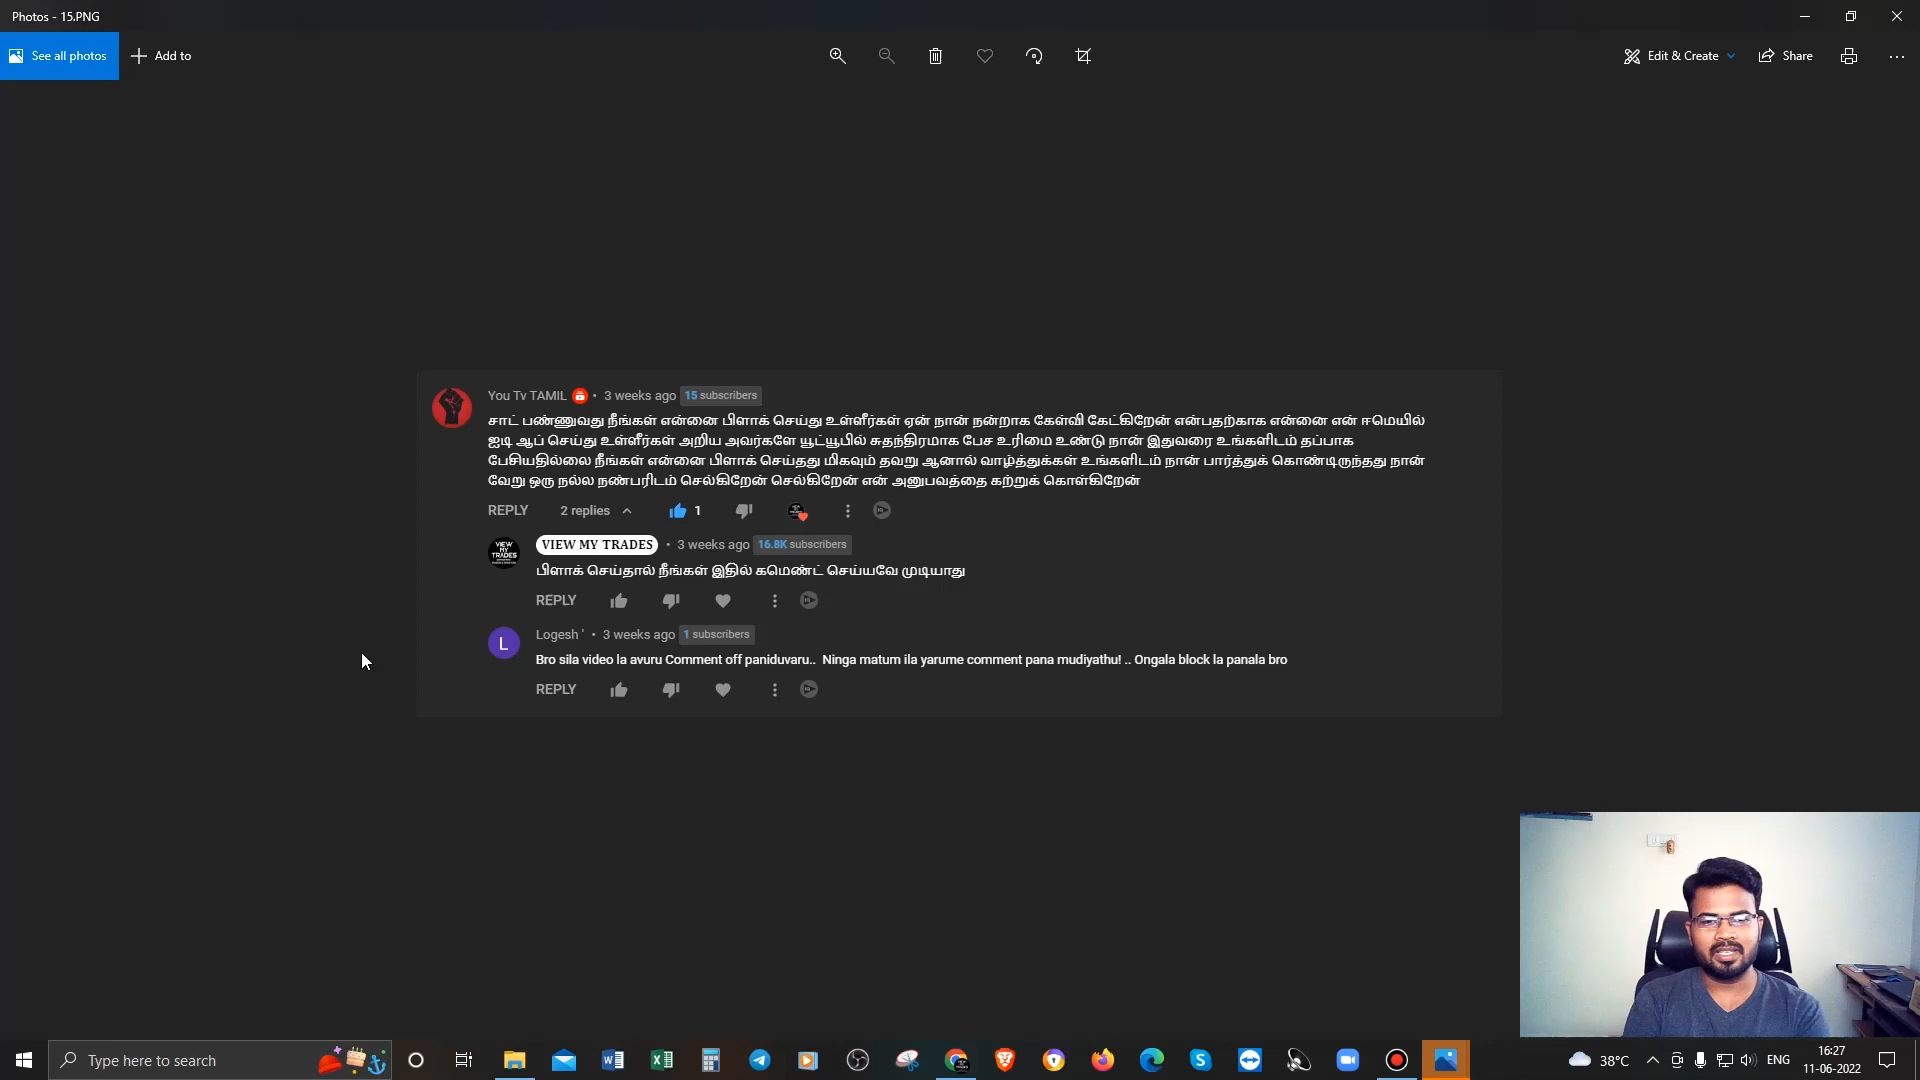 Photos - 15.PNG
See all photos
Add to
Edit & Create
Share
You Tv TAMIL • 3 weeks ago 15 subscribers
சாட் பண்ணுவது நீங்கள் என்னை பிளாக் செய்து உள்ளீர்கள் ஏன் நான் நன்றாக கேள்வி கேட்கிறேன் என்பதற்காக என்னை என் ஈமெயில்
ஐடி ஆப் செய்து உள்ளீர்கள் அறிய அவர்களே யூட்யூபில் சுதந்திரமாக பேச உரிமை உண்டு நான் இதுவரை உங்களிடம் தப்பாக
பேசியதில்லை நீங்கள் என்னை பிளாக் செய்தது மிகவும் தவறு ஆனால் வாழ்த்துக்கள் உங்களிடம் நான் பார்த்துக் கொண்டிருந்தது நான்
வேறு ஒரு நல்ல நண்பரிடம் செல்கிறேன் செல்கிறேன் என் அனுபவத்தை கற்றுக் கொள்கிறேன்
REPLY 2 replies 1
VIEW MY TRADES
VIEW MY TRADES • 3 weeks ago 16.8K subscribers
பிளாக் செய்தால் நீங்கள் இதில் கமெண்ட் செய்யவே முடியாது
REPLY
L
Logesh ' • 3 weeks ago 1 subscribers
Bro sila video la avuru Comment off paniduvaru.. Ninga matum ila yarume comment pana mudiyathu! .. Ongala block la panala bro
REPLY
Type here to search
38°C
ENG
16:27
11-06-2022